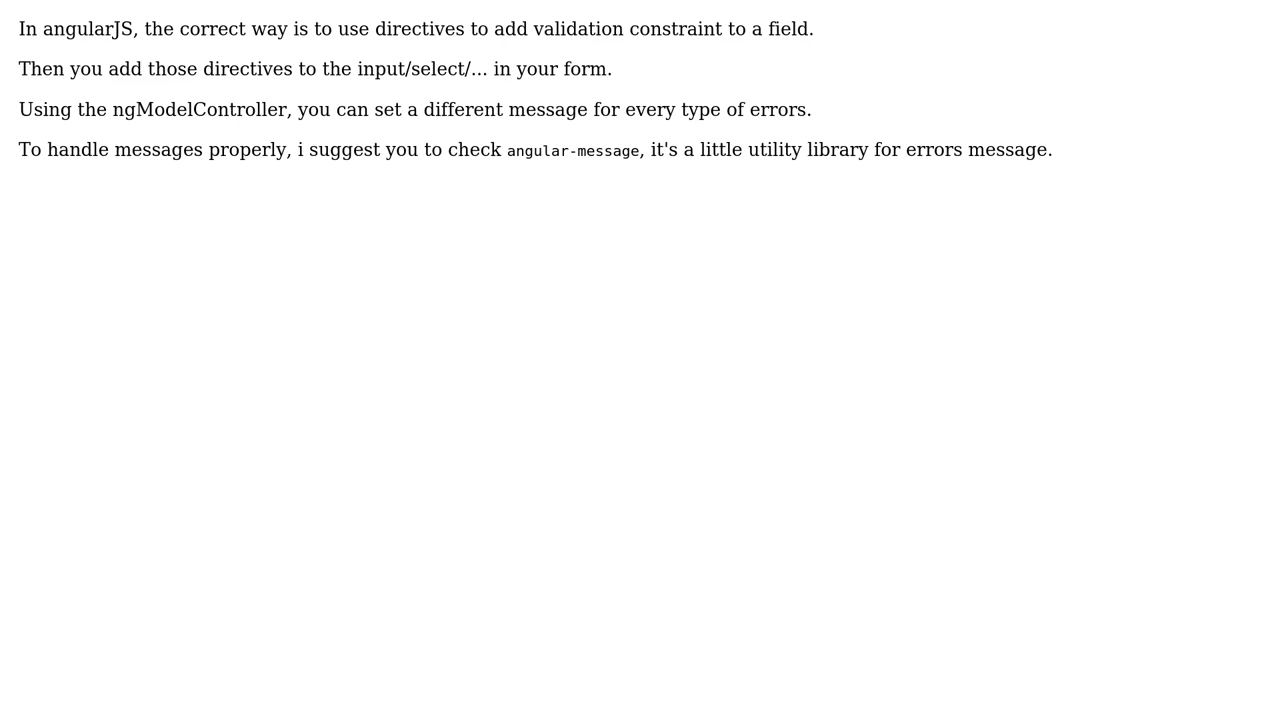 In angularJS, the correct way is to use directives to add validation constraint to a field.
Then you add those directives to the input/select/... in your form.
Using the ngModelController, you can set a different message for every type of errors.
To handle messages properly, i suggest you to check angular-message, it's a little utility library for errors message.